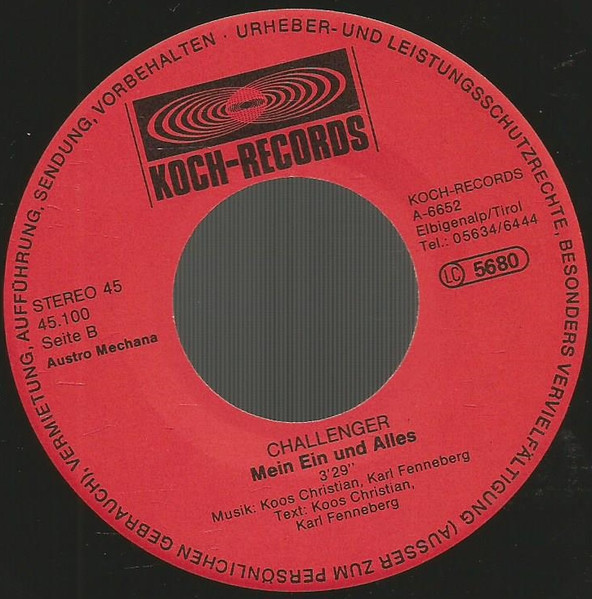 URHEBER- UND LEISTUNGSSCHUTZRECHTE, BESONDERS VERVIELFÄLTIGUNG (AUSSER ZUM PERSÖNLICHEN GEBRAUCH), VERMIETUNG, AUFFÜHRUNG, SENDUNG, VORBEHALTEN ·
KOCH-RECORDS
KOCH-RECORDS
A-6652
Elbigenalp/Tirol
Tel.: 05634/6444
LC 5680
STEREO 45
45.100
Seite B
Austro Mechana
CHALLENGER
Mein Ein und Alles
3'29"
Musik: Koos Christian, Karl Fenneberg
Text: Koos Christian,
Karl Fenneberg